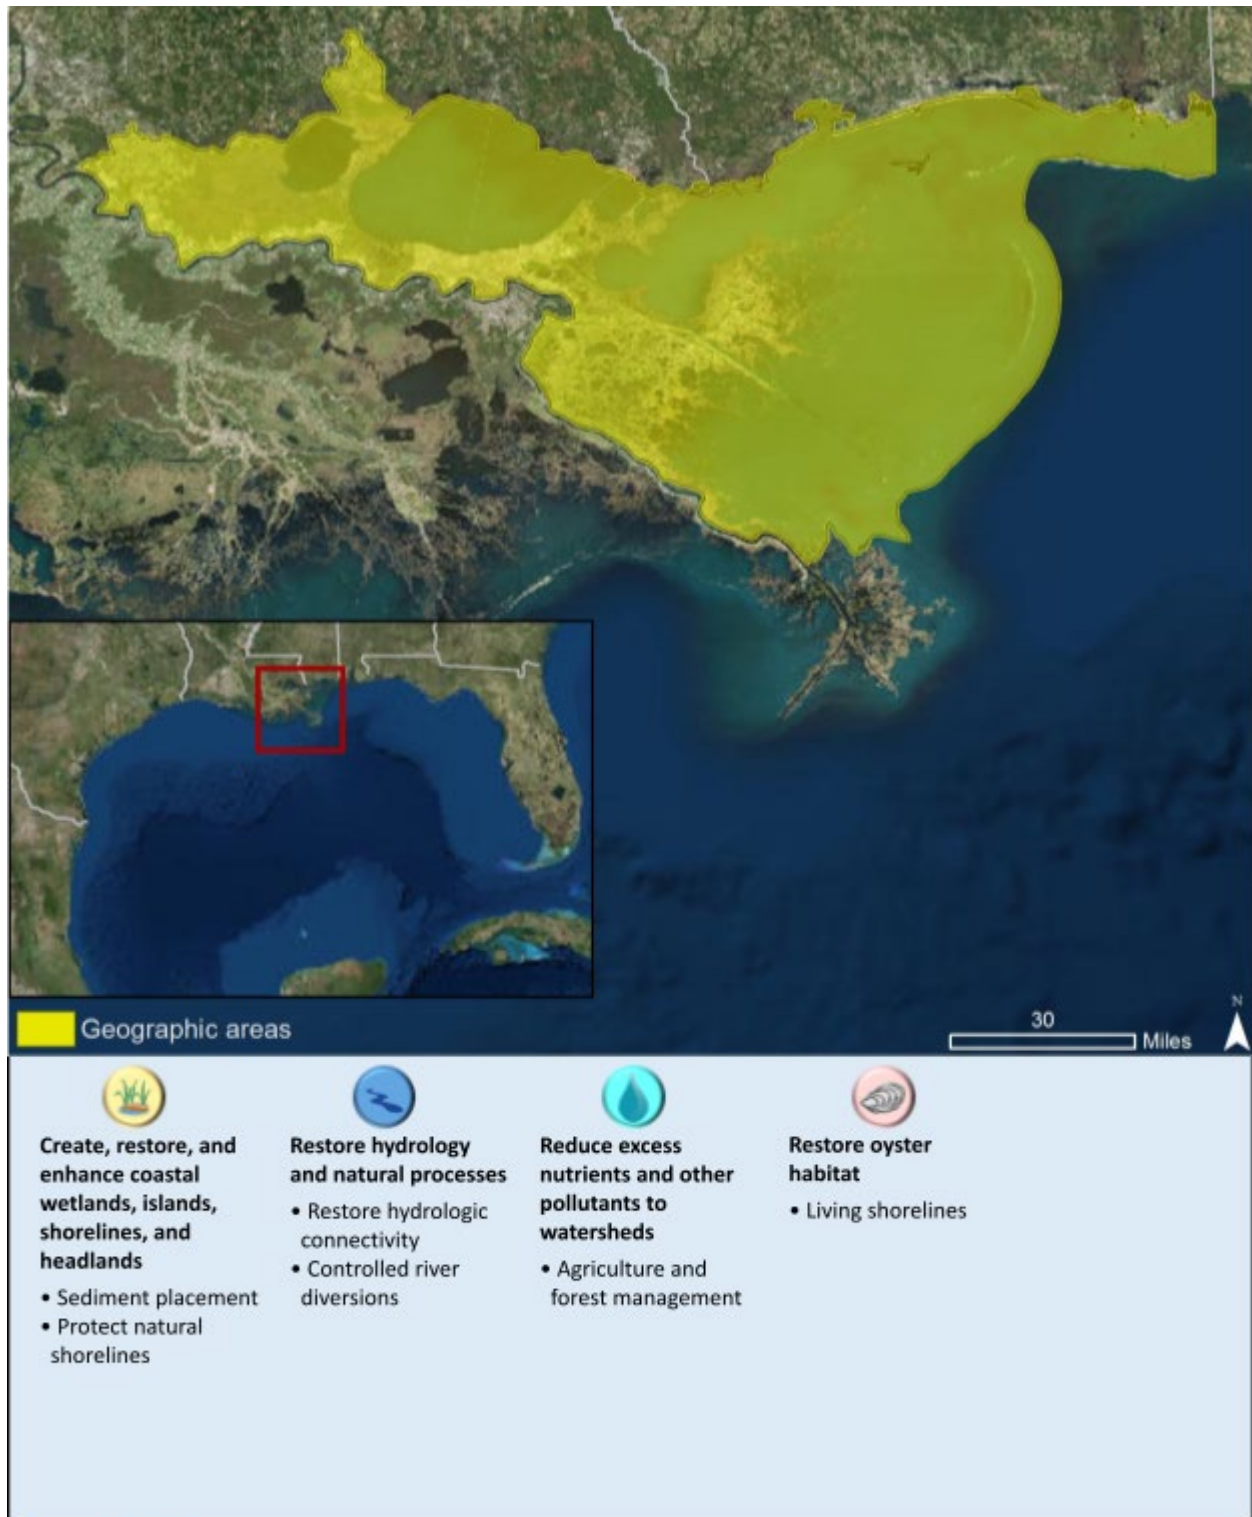 N
30
Miles
Geographic areas
Create, restore, and
enhance coastal
wetlands, islands,
shorelines, and
headlands
• Sediment placement
• Protect natural
shorelines
Restore hydrology
and natural processes
• Restore hydrologic
connectivity
• Controlled river
diversions
Reduce excess
nutrients and other
pollutants to
watersheds
• Agriculture and
forest management
Restore oyster
habitat
• Living shorelines